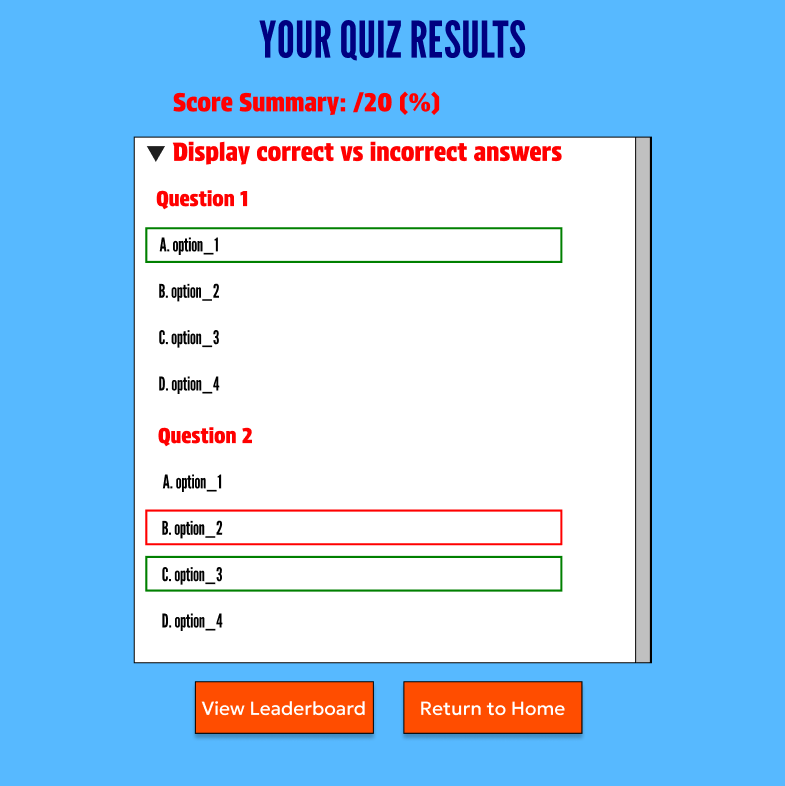 YOUR QUIZ RESULTS
Score Summary: /20 (%)
Display correct vs incorrect answers
Question 1
A. option_1
B. option_2
C. option_3
D. option_4
Question 2
A. option_1
B. option_2
C. option_3
D. option_4
View Leaderboard
Return to Home